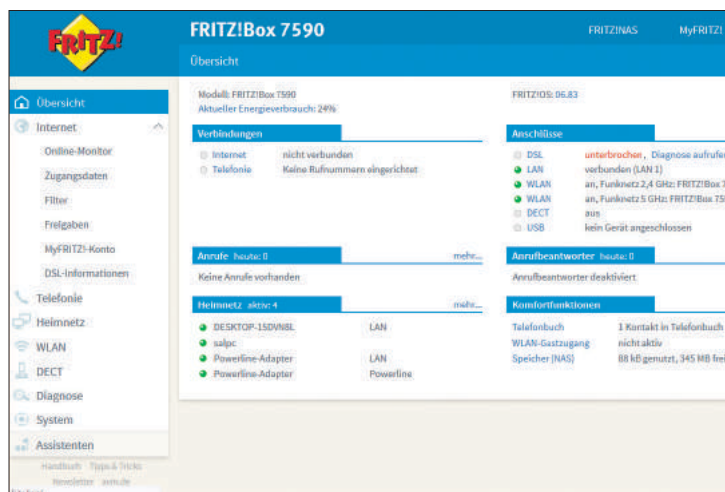 FRITZ!
FRITZ!Box 7590
FRITZ!NAS MyFRITZ!
Übersicht
Übersicht
Internet
Online-Monitor
Zugangsdaten
Filter
Freigaben
MyFRITZ!-Konto
DSL-Informationen
Telefonie
Heimnetz
WLAN
DECT
Diagnose
System
Assistenten
Handbuch Tipps & Tricks
Newsletter avm.de
Modell: FRITZ!Box 7590
Aktueller Energieverbrauch: 24%
FRITZ!OS: 06.83
Verbindungen
Internet nicht verbunden
Telefonie Keine Rufnummern eingerichtet
Anschlüsse
DSL unterbrochen, Diagnose aufrufen
LAN verbunden (LAN 1)
WLAN an, Funknetz 2,4 GHz: FRITZ!Box 7
WLAN an, Funknetz 5 GHz: FRITZ!Box 75
DECT aus
USB kein Gerät angeschlossen
Anrufe heute: 0 mehr...
Keine Anrufe vorhanden
Anrufbeantworter heute: 0
Anrufbeantworter deaktiviert
Heimnetz aktiv: 4 mehr...
DESKTOP-1SDVN8L LAN
salpc
Powerline-Adapter LAN
Powerline-Adapter Powerline
Komfortfunktionen
Telefonbuch 1 Kontakt in Telefonbuch
WLAN-Gastzugang nicht aktiv
Speicher (NAS) 88 kB genutzt, 345 MB frei